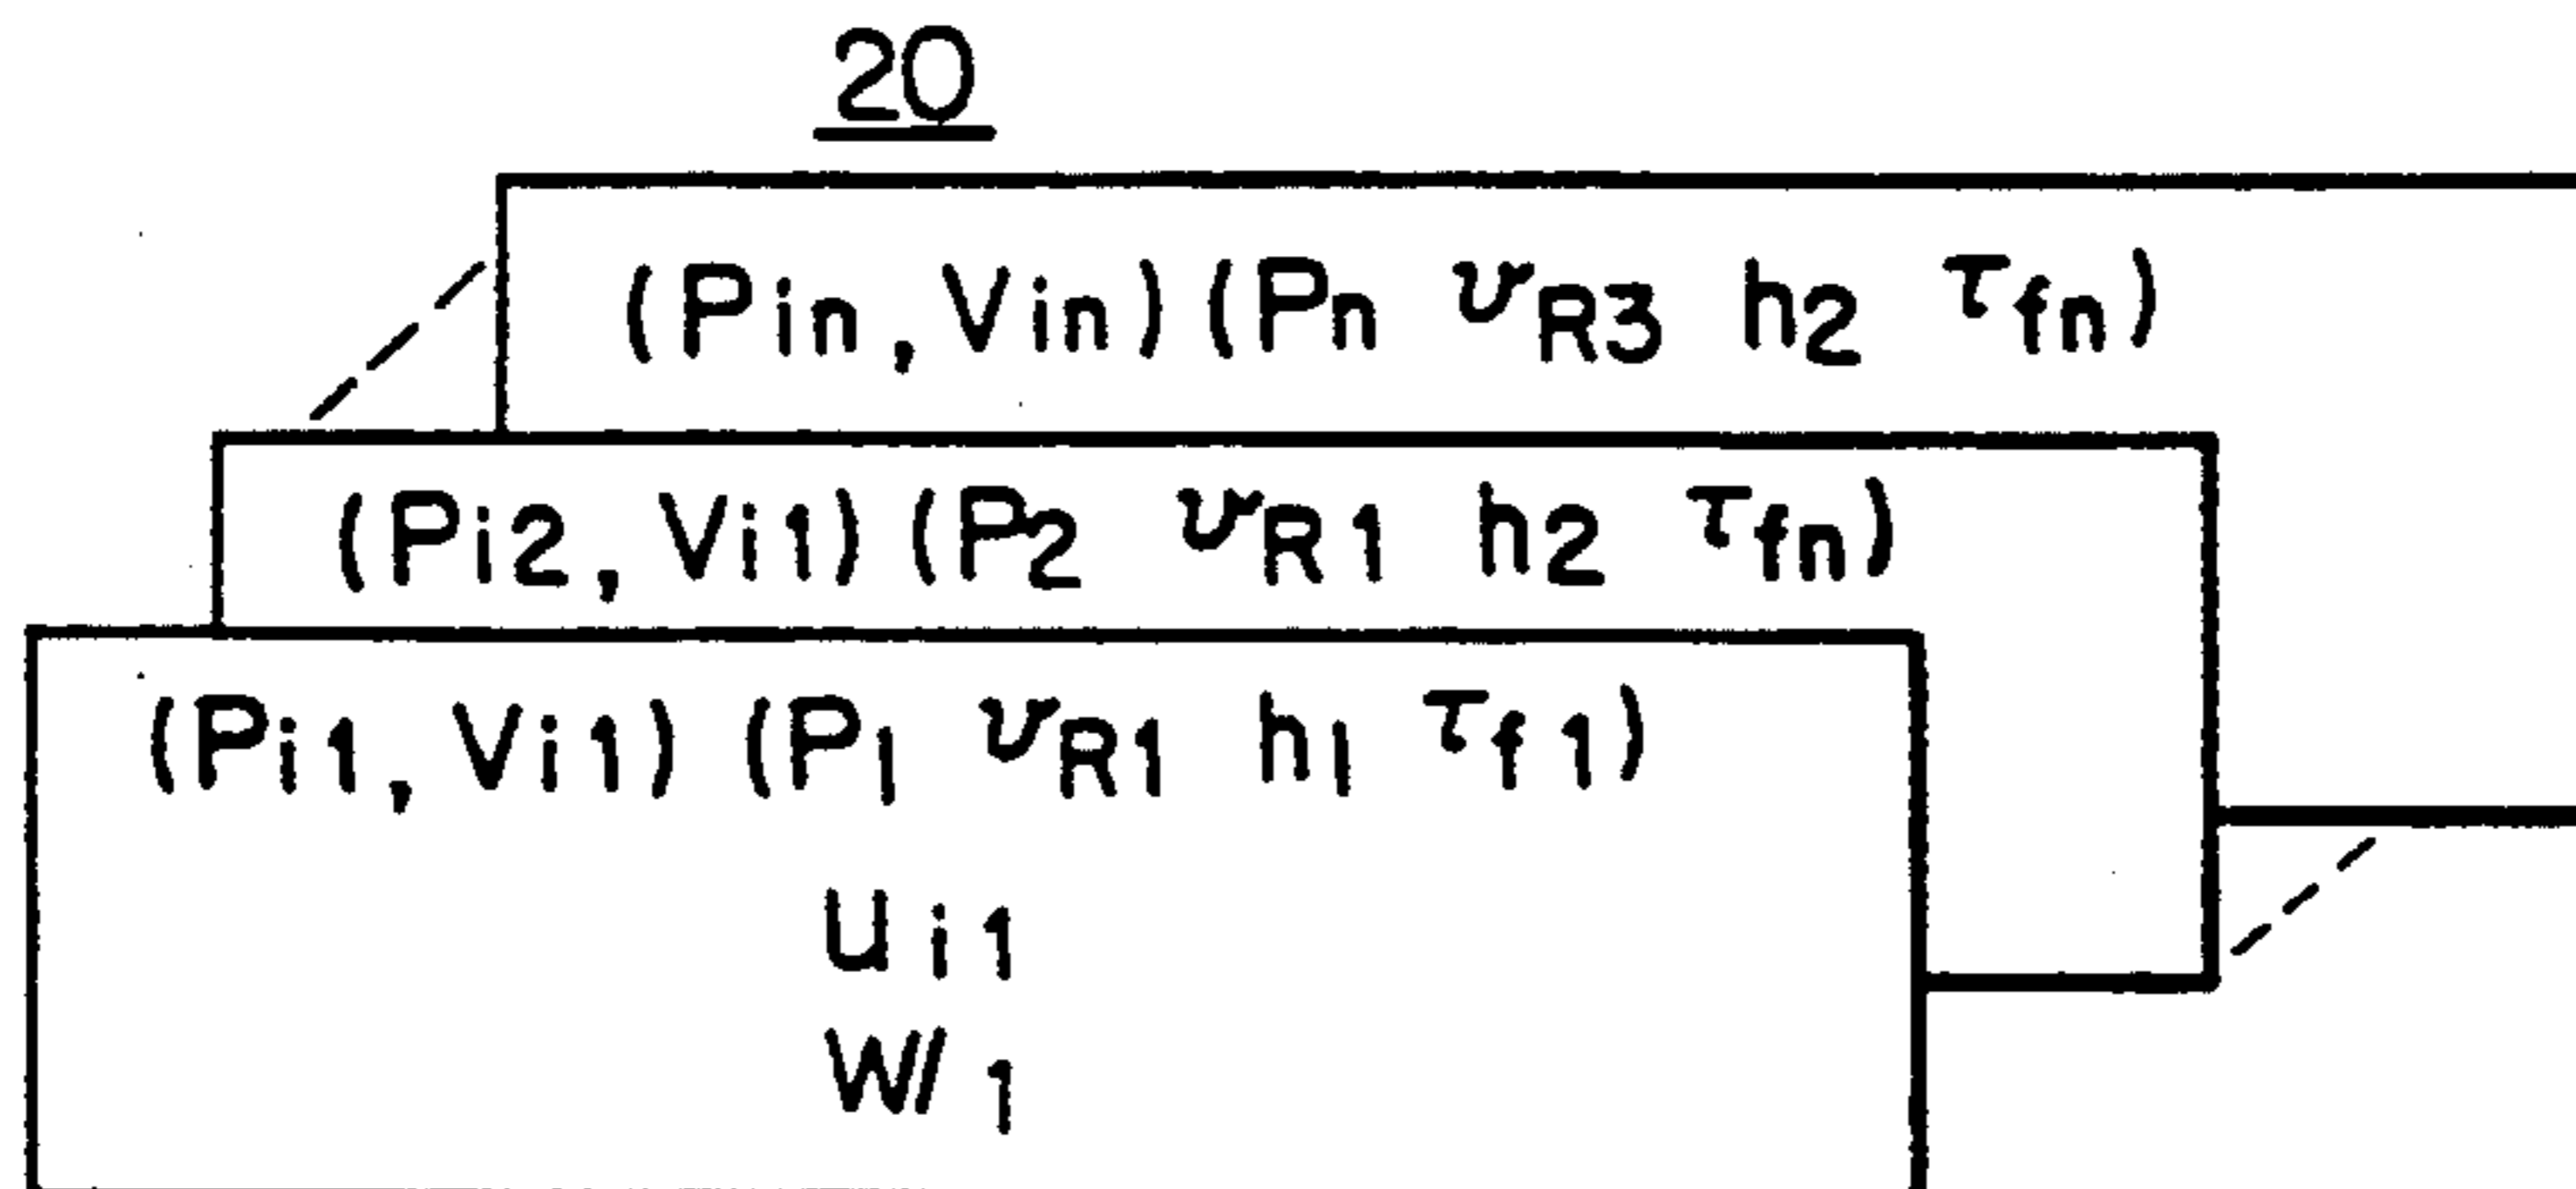 20
(Pin, Vin) (Pn υR3 h2 τfn)
(Pi2, Vi1) (P2 υR1 h2 τfn)
(Pi1, Vi1) (P1 υR1 h1 τf1)
ui1
W1